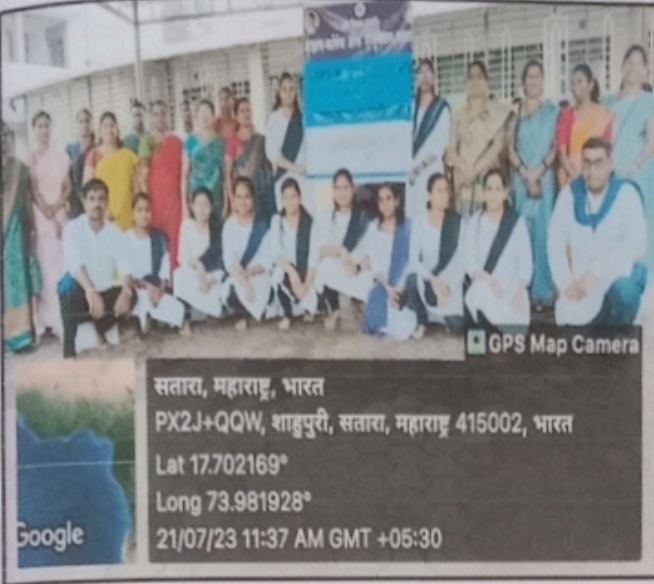 GPS Map Camera
सतारा, महाराष्ट्र, भारत
PX2J+QQW, शाहुपुरी, सतारा, महाराष्ट्र 415002, भारत
Lat 17.702169°
Long 73.981928°
21/07/23 11:37 AM GMT +05:30
Google